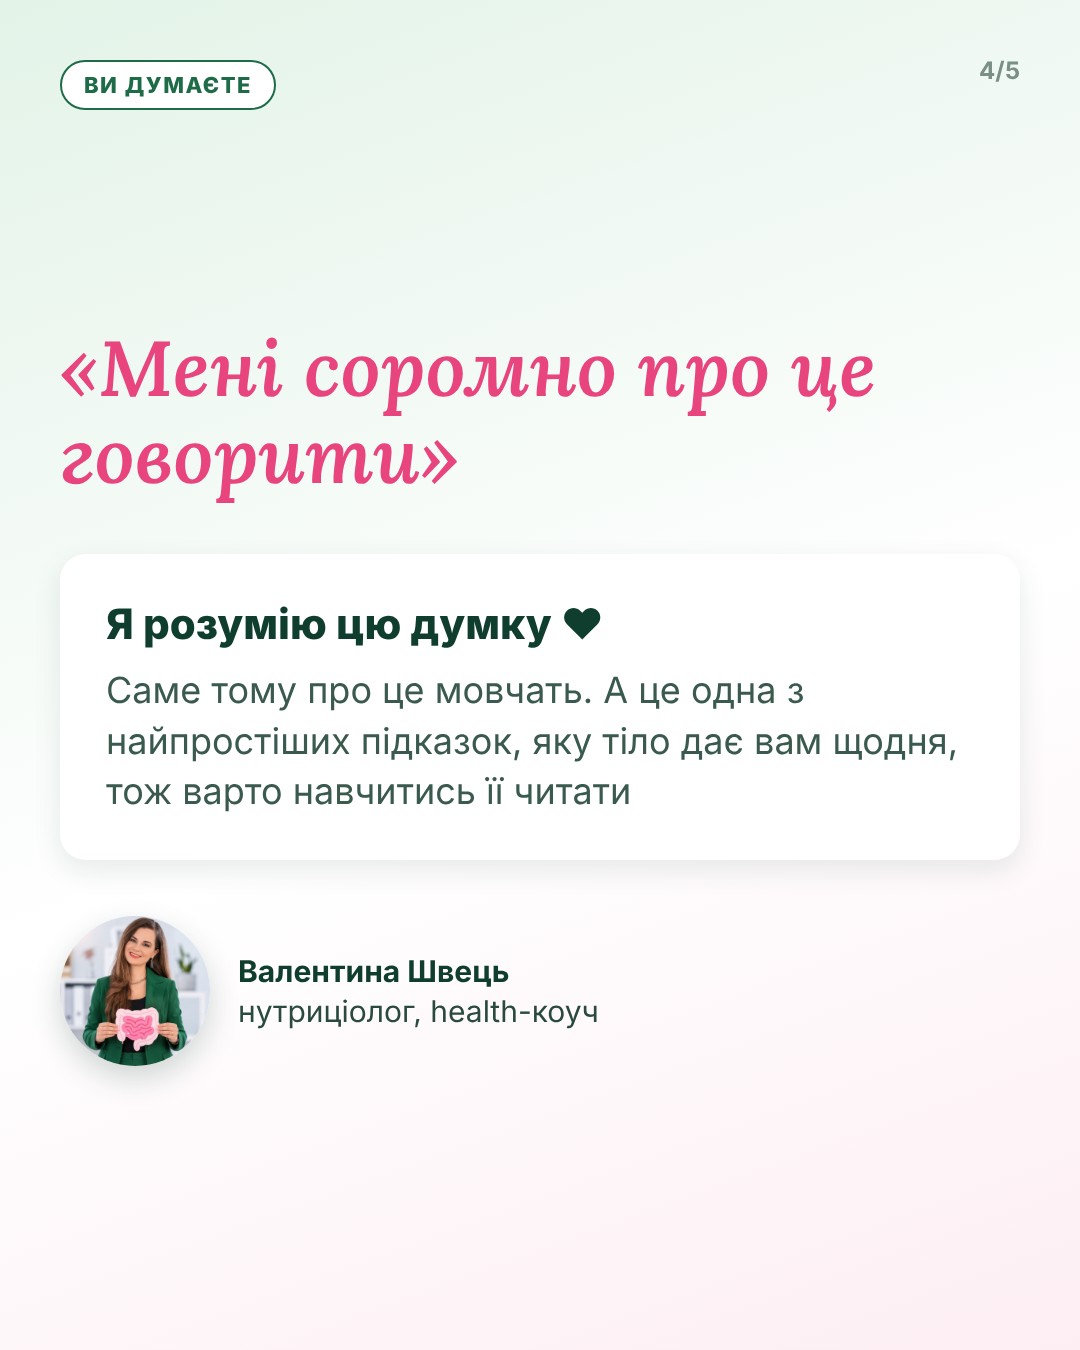 ВИ ДУМАЄТЕ
4/5
«Мені соромно про це
говорити»
Я розумію цю думку ♥
Саме тому про це мовчать. А це одна з
найпростіших підказок, яку тіло дає вам щодня,
тож варто навчитись її читати
Валентина Швець
нутриціолог, health-коуч